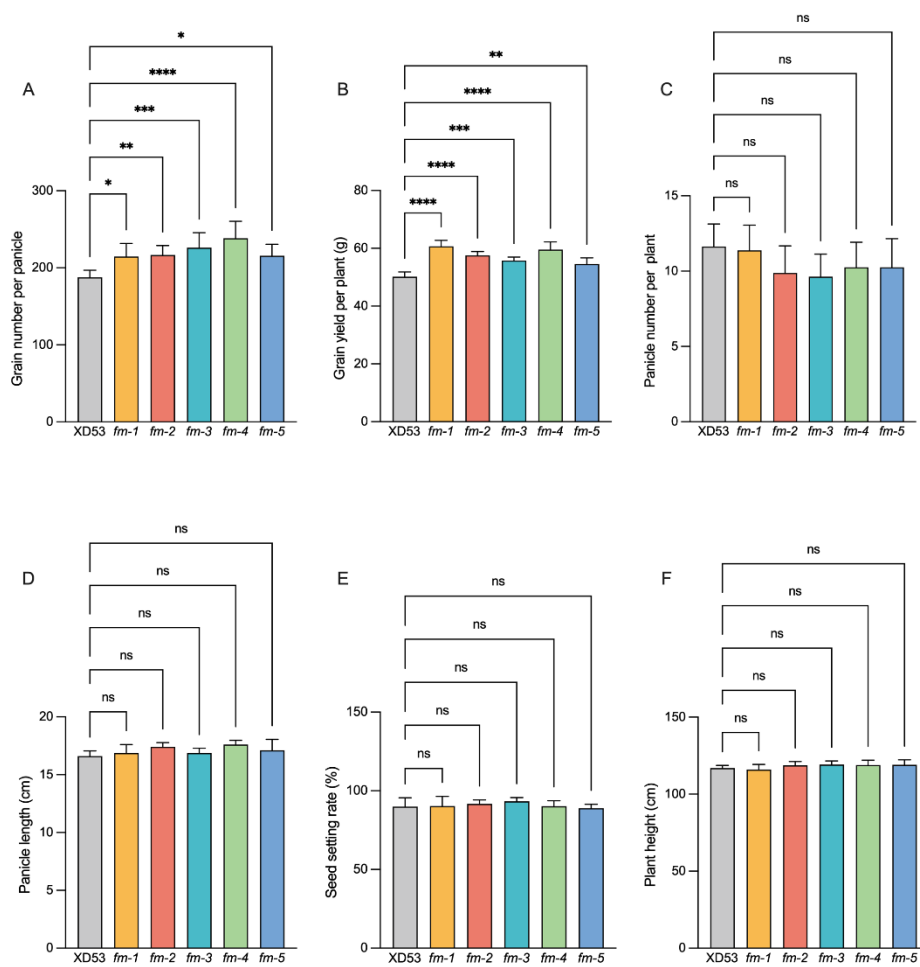 A
*
****
***
**
*
Grain number per panicle
300
200
100
0
XD53 fm-1 fm-2 fm-3 fm-4 fm-5
B
**
****
***
****
****
Grain yield per plant (g)
80
60
40
20
0
XD53 fm-1 fm-2 fm-3 fm-4 fm-5
C
ns
ns
ns
ns
ns
Panicle number per plant
15
10
5
0
XD53 fm-1 fm-2 fm-3 fm-4 fm-5
D
ns
ns
ns
ns
ns
Panicle length (cm)
20
15
10
5
0
XD53 fm-1 fm-2 fm-3 fm-4 fm-5
E
ns
ns
ns
ns
ns
Seed setting rate (%)
150
100
50
0
XD53 fm-1 fm-2 fm-3 fm-4 fm-5
F
ns
ns
ns
ns
ns
Plant height (cm)
150
100
50
0
XD53 fm-1 fm-2 fm-3 fm-4 fm-5